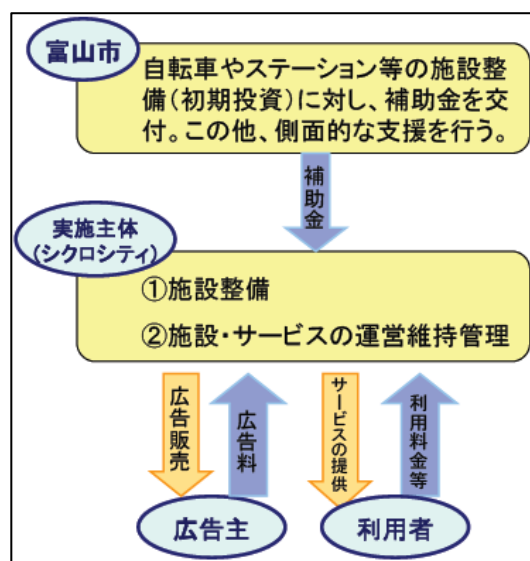 富山市
自転車やステーション等の施設整
備(初期投資)に対し、補助金を交
付。この他、側面的な支援を行う。
補助金
実施主体
(シクロシティ)
①施設整備
②施設・サービスの運営維持管理
広告販売
広告料
サービスの提供
利用料金等
広告主
利用者